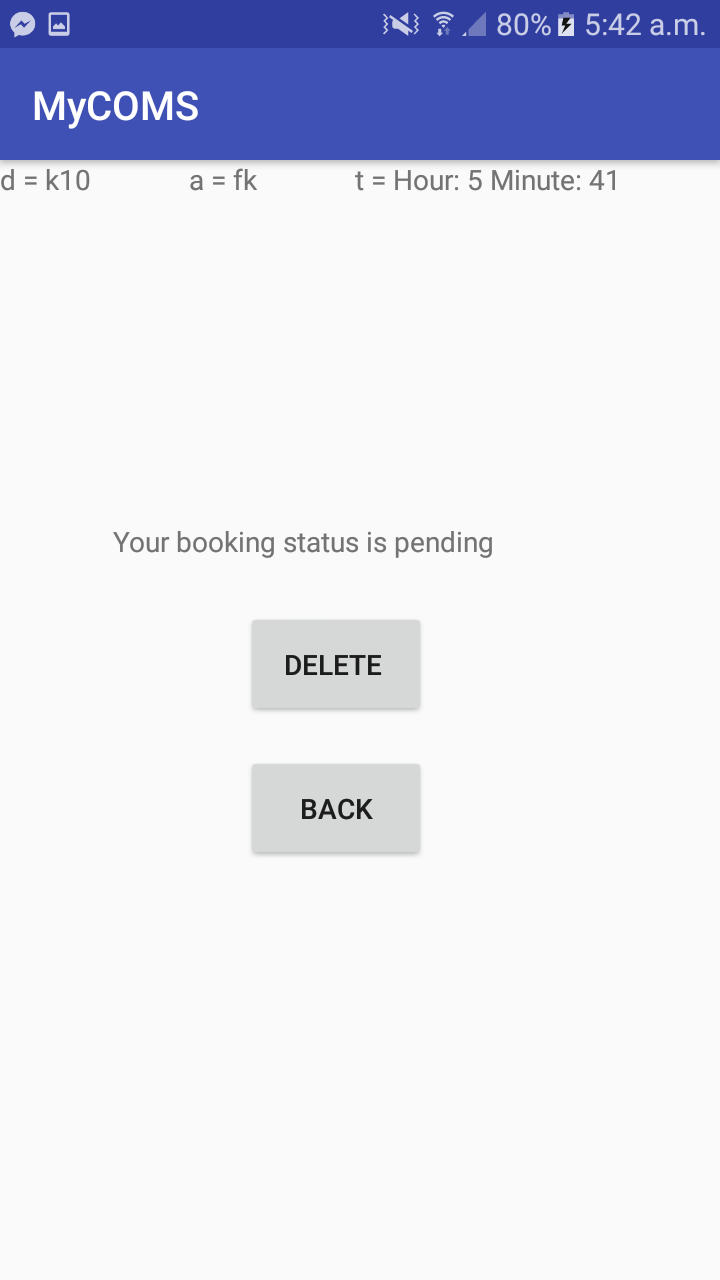 80% 5:42 a.m.
MyCOMS
d = k10 a = fk t = Hour: 5 Minute: 41
Your booking status is pending
DELETE
BACK